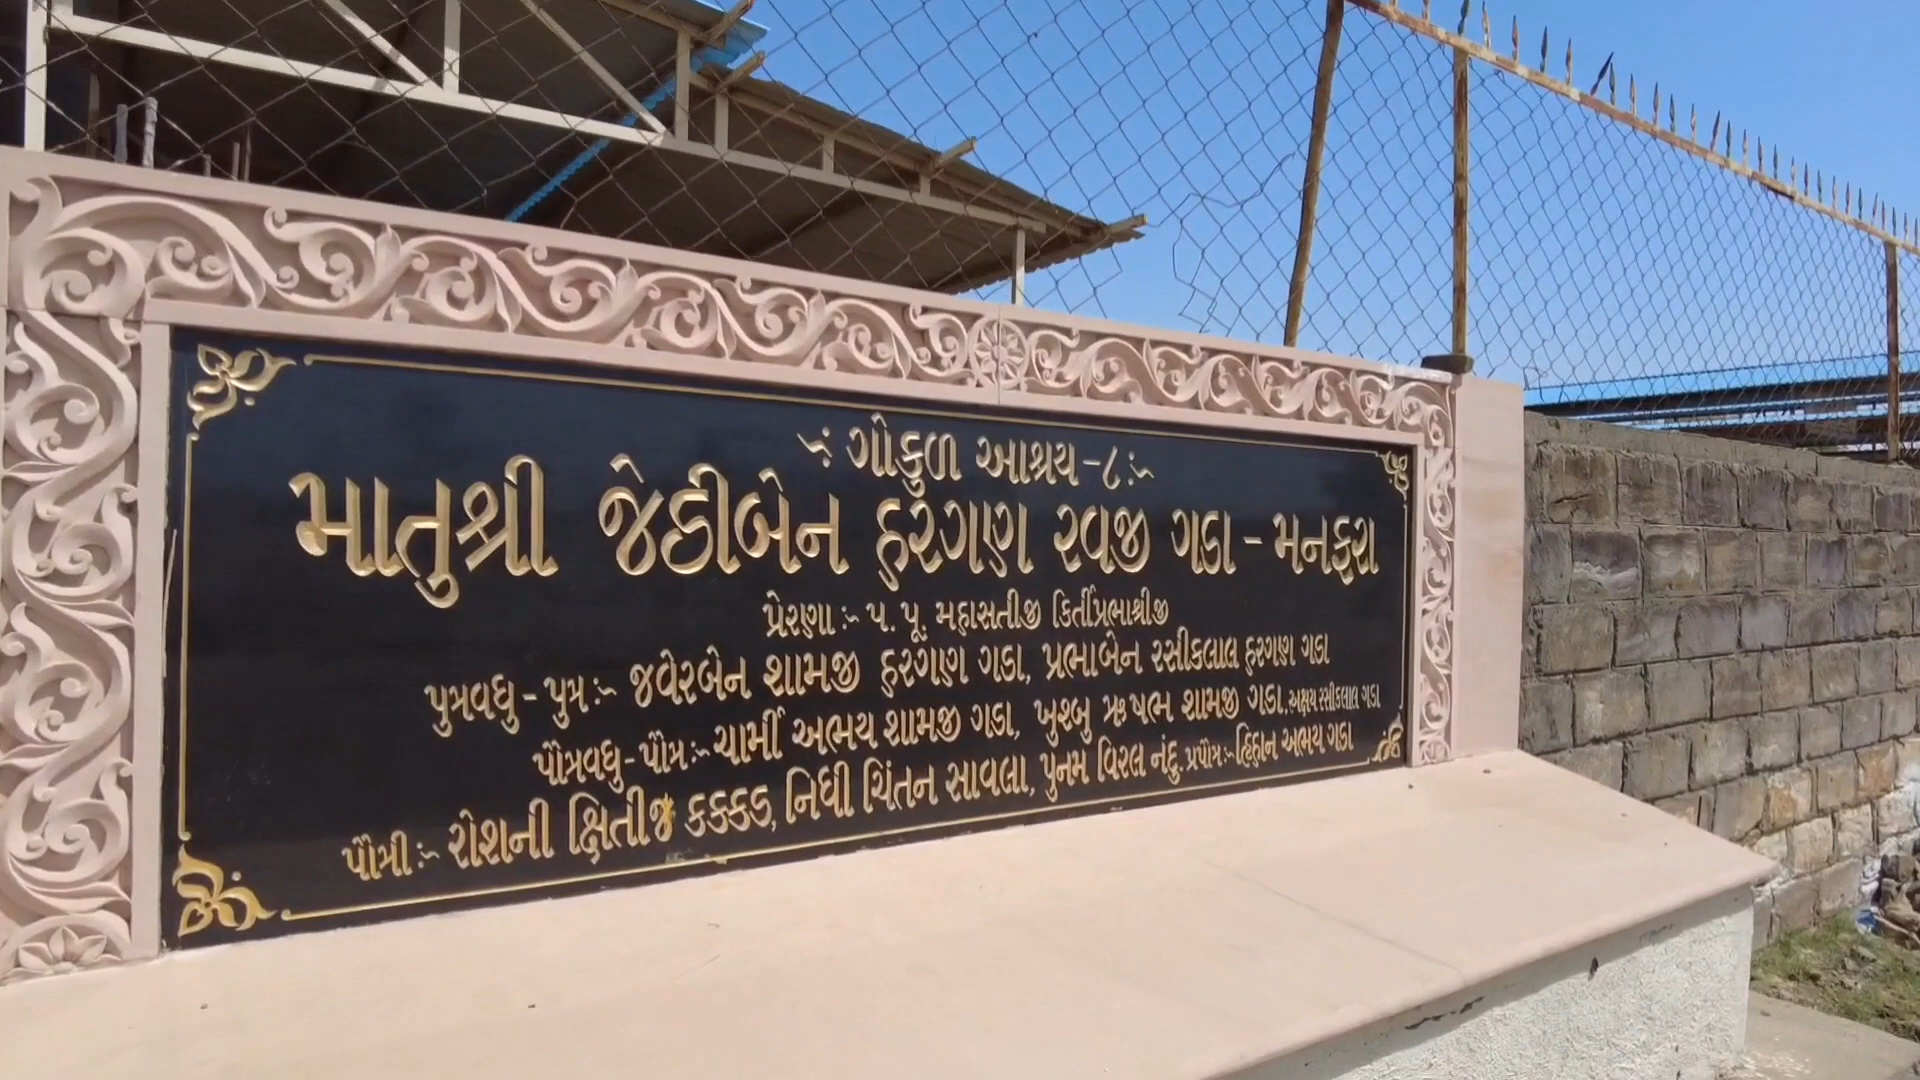 ગોકુળ આશ્રય -૮:-
માતુશ્રી જેઠીબેન હરગણ રવજી ગડા - મનફરા
પ્રેરણા :- પ. પૂ. મહાસતીજી કિર્તીપ્રભાશ્રીજી
પુત્રવધુ - પુત્ર:- જવેરબેન શામજી હરગણ ગડા, પ્રભાબેન રસીકલાલ હરગણ ગડા
પૌત્રવધુ - પૌત્ર:- ચાર્મી અભય શામજી ગડા, ખુશ્બુ ઋષભ શામજી ગડા, અક્ષય રસીકલાલ ગડા
પૌત્રી :- રોશની ક્ષિતીજ કક્કડ, નિધી ચિંતન સાવલા, પુનમ વિરલ નંદુ. પ્રપૌત્ર:- હિહાન અભય ગડા